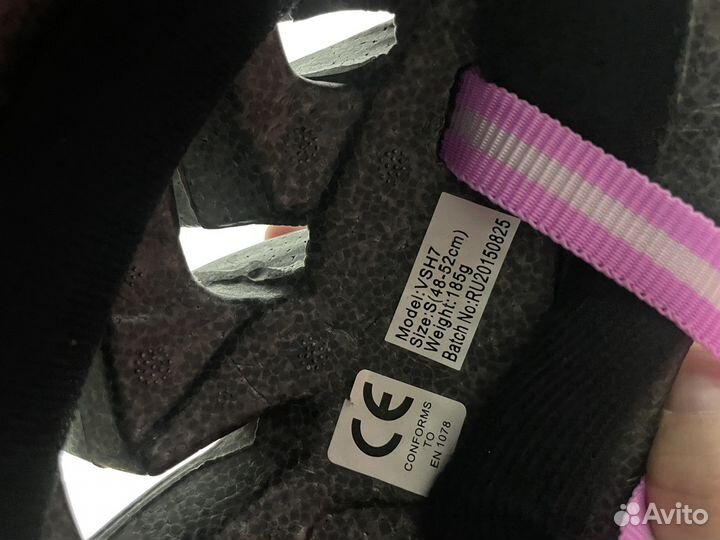 Model:VSH7
Size:S(48-52cm)
Weight:185g
Batch No:RU20150825
CE
CONFORMS
TO
EN 1078
Avito